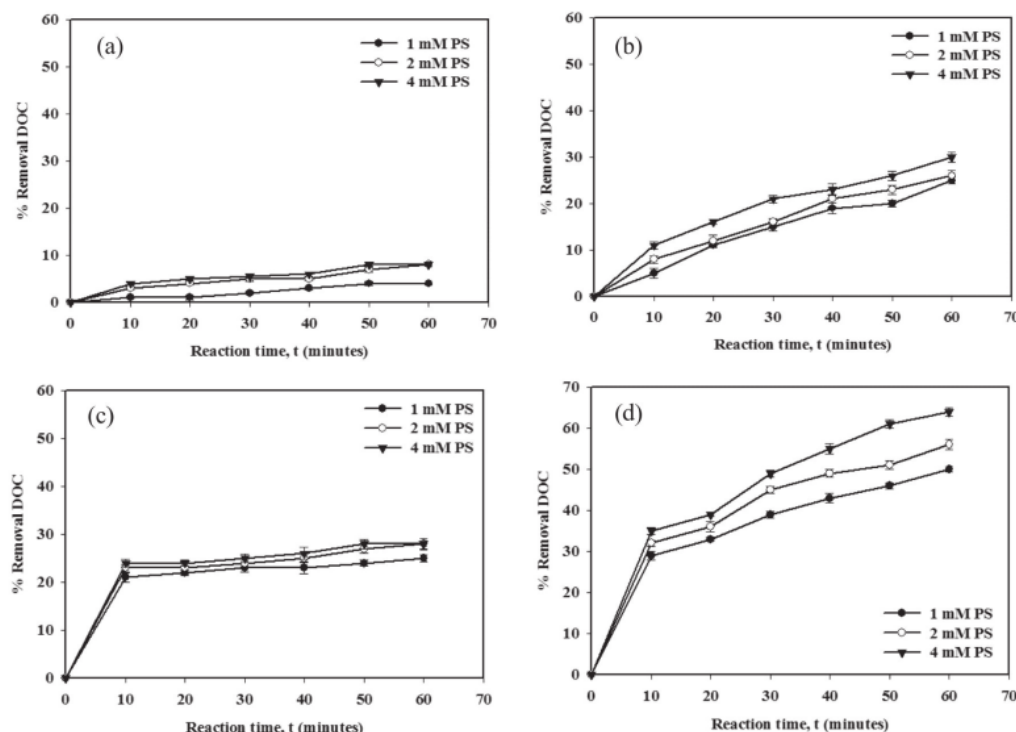 (a)
1 mM PS
2 mM PS
4 mM PS
% Removal DOC
60
50
40
30
20
10
0
0 10 20 30 40 50 60 70
Reaction time, t (minutes)
(b)
1 mM PS
2 mM PS
4 mM PS
% Removal DOC
60
50
40
30
20
10
0
0 10 20 30 40 50 60 70
Reaction time, t (minutes)
(c)
1 mM PS
2 mM PS
4 mM PS
% Removal DOC
60
50
40
30
20
10
0
0 10 20 30 40 50 60 70
Reaction time, t (minutes)
(d)
1 mM PS
2 mM PS
4 mM PS
% Removal DOC
70
60
50
40
30
20
10
0
0 10 20 30 40 50 60 70
Reaction time, t (minutes)